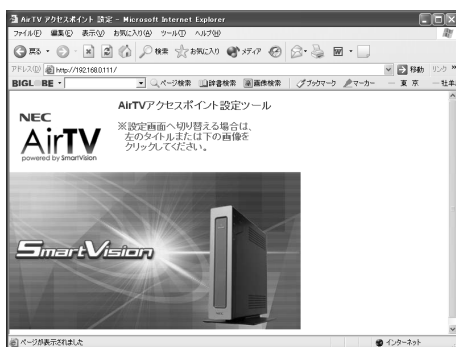 AirTV アクセスポイント 設定 - Microsoft Internet Explorer
ファイル(F) 編集(E) 表示(V) お気に入り(A) ツール(T) ヘルプ(H)
戻る 検索 お気に入り メディア
アドレス(D) http://192.168.0.111/ 移動 リンク
BIGLOBE ページ検索 辞書検索 画像検索 ブックマーク マーカー 東 京
NEC
AirTV
powered by SmartVision
AirTVアクセスポイント設定ツール
※設定画面へ切り替える場合は、
左のタイトルまたは下の画像を
クリックしてください。
SmartVision
ページが表示されました インターネット